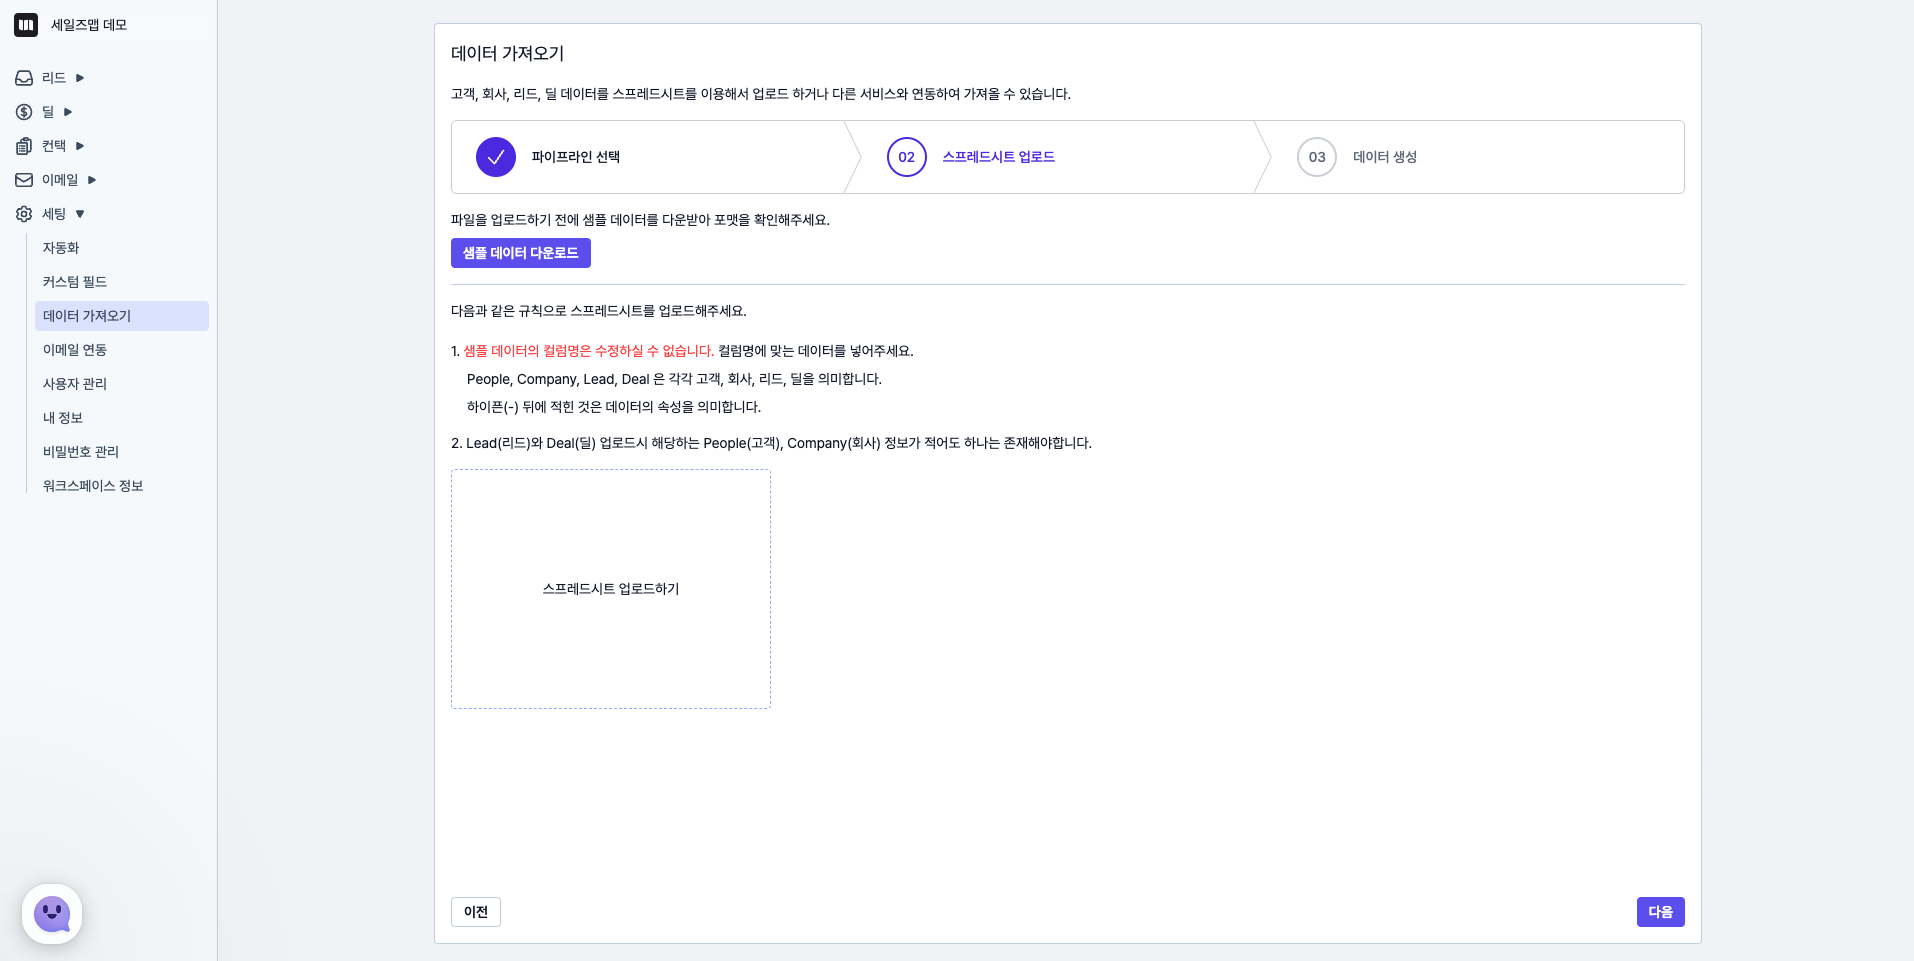 세일즈맵 데모
리드
딜
컨택
이메일
세팅
자동화
커스텀 필드
데이터 가져오기
이메일 연동
사용자 관리
내 정보
비밀번호 관리
워크스페이스 정보
데이터 가져오기
고객, 회사, 리드, 딜 데이터를 스프레드시트를 이용해서 업로드 하거나 다른 서비스와 연동하여 가져올 수 있습니다.
파이프라인 선택
02 스프레드시트 업로드
03 데이터 생성
파일을 업로드하기 전에 샘플 데이터를 다운받아 포맷을 확인해주세요.
샘플 데이터 다운로드
다음과 같은 규칙으로 스프레드시트를 업로드해주세요.
1. 샘플 데이터의 컬럼명은 수정하실 수 없습니다. 컬럼명에 맞는 데이터를 넣어주세요.
People, Company, Lead, Deal 은 각각 고객, 회사, 리드, 딜을 의미합니다.
하이픈(-) 뒤에 적힌 것은 데이터의 속성을 의미합니다.
2. Lead(리드)와 Deal(딜) 업로드시 해당하는 People(고객), Company(회사) 정보가 적어도 하나는 존재해야합니다.
스프레드시트 업로드하기
이전
다음